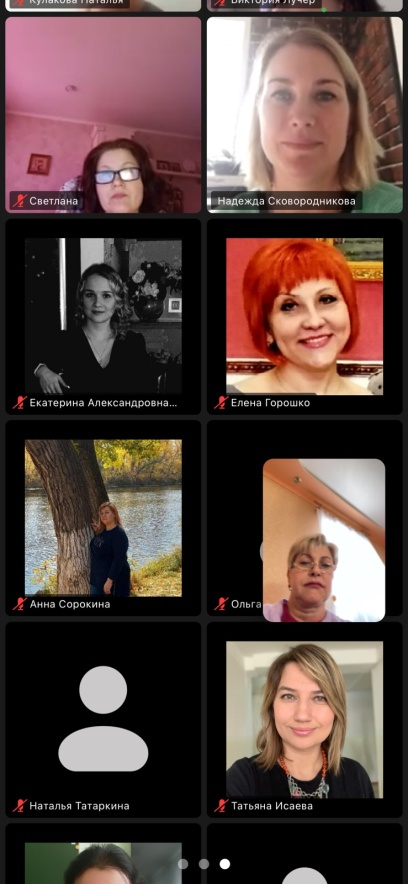 Кулакова Наталья
Виктория Лучер
Светлана
Надежда Сковородникова
Екатерина Александровна...
Елена Горошко
Анна Сорокина
Ольга
Наталья Татаркина
Татьяна Исаева